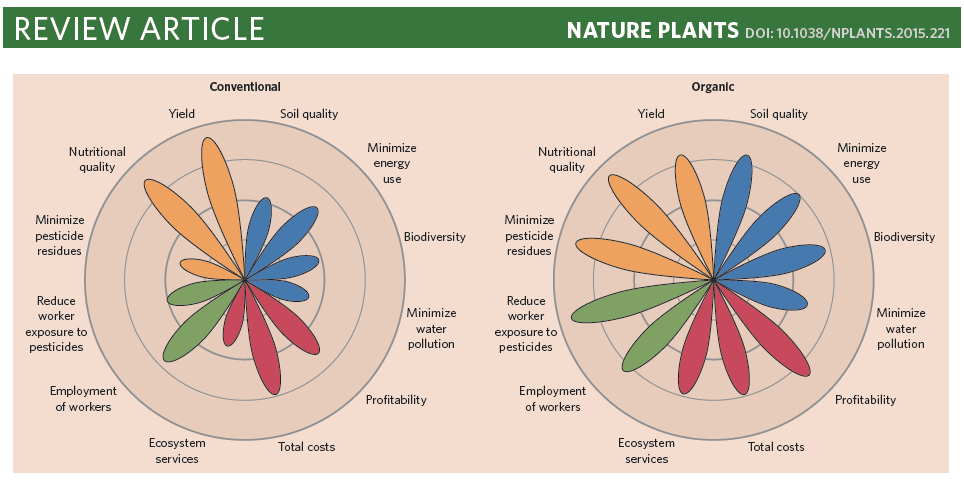 REVIEW ARTICLE
NATURE PLANTS DOI: 10.1038/NPLANTS.2015.221
Conventional
Yield
Soil quality
Nutritional
quality
Minimize
energy
use
Minimize
pesticide
residues
Biodiversity
Reduce
worker
exposure to
pesticides
Minimize
water
pollution
Employment
of workers
Profitability
Ecosystem
services
Total costs
Organic
Yield
Soil quality
Nutritional
quality
Minimize
energy
use
Minimize
pesticide
residues
Biodiversity
Reduce
worker
exposure to
pesticides
Minimize
water
pollution
Employment
of workers
Profitability
Ecosystem
services
Total costs